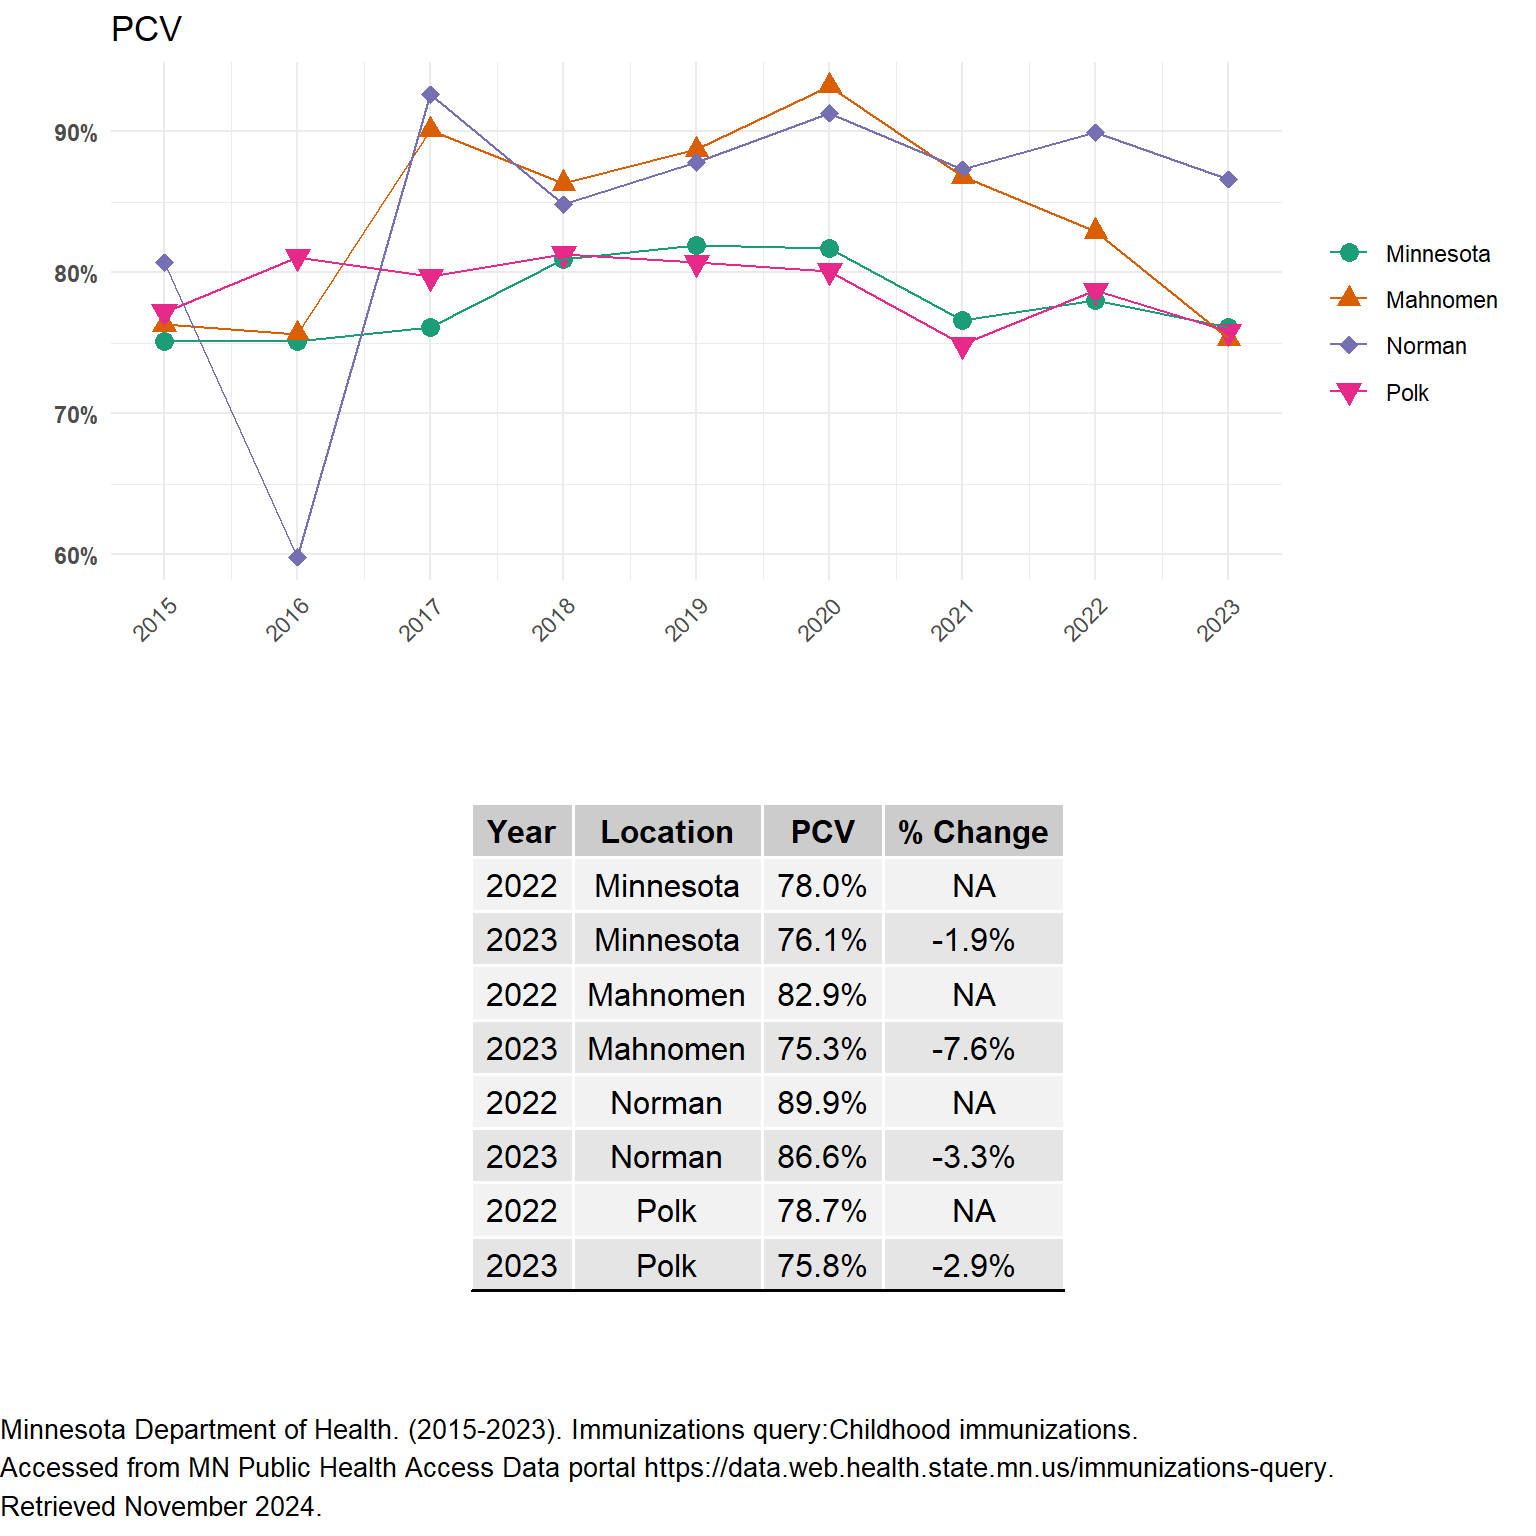 PCV
90%
80%
70%
60%
2015
2016
2017
2018
2019
2020
2021
2022
2023
Minnesota
Mahnomen
Norman
Polk
Year Location PCV % Change
2022 Minnesota 78.0% NA
2023 Minnesota 76.1% -1.9%
2022 Mahnomen 82.9% NA
2023 Mahnomen 75.3% -7.6%
2022 Norman 89.9% NA
2023 Norman 86.6% -3.3%
2022 Polk 78.7% NA
2023 Polk 75.8% -2.9%
Minnesota Department of Health. (2015-2023). Immunizations query:Childhood immunizations.
Accessed from MN Public Health Access Data portal https://data.web.health.state.mn.us/immunizations-query.
Retrieved November 2024.